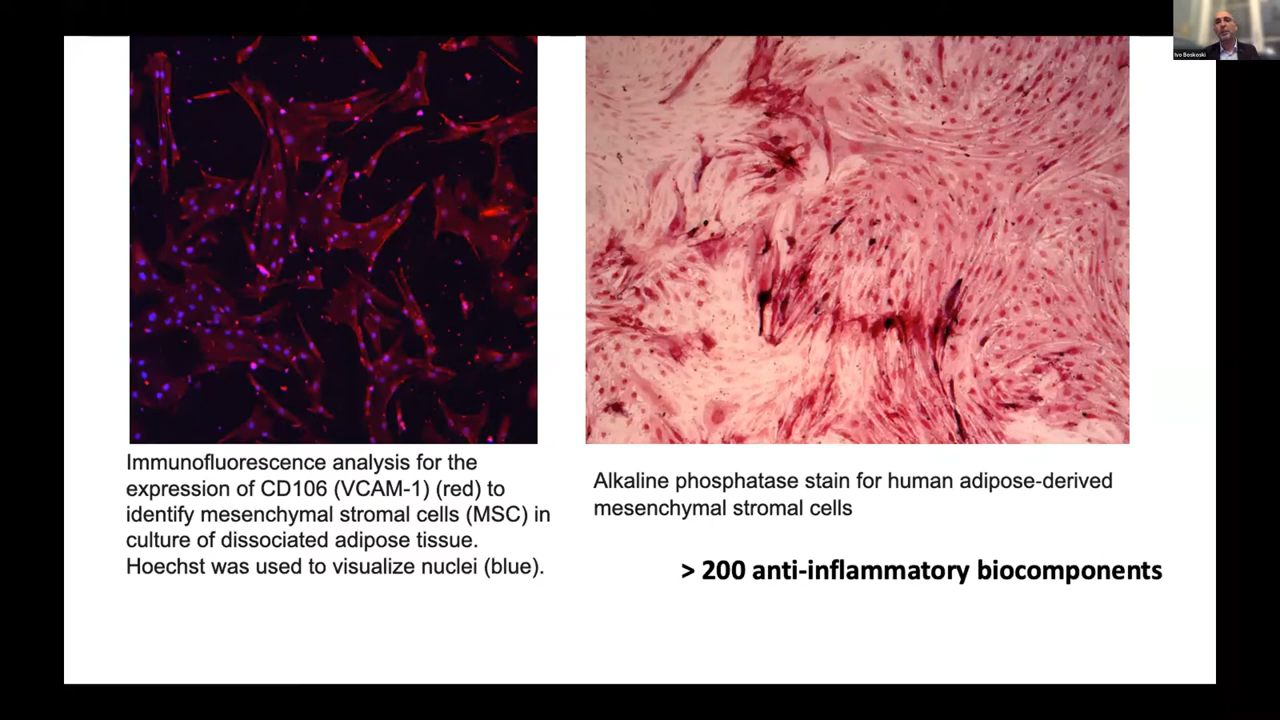 Ivo Boskoski
Immunofluorescence analysis for the
expression of CD106 (VCAM-1) (red) to
identify mesenchymal stromal cells (MSC) in
culture of dissociated adipose tissue.
Hoechst was used to visualize nuclei (blue).
Alkaline phosphatase stain for human adipose-derived
mesenchymal stromal cells
> 200 anti-inflammatory biocomponents